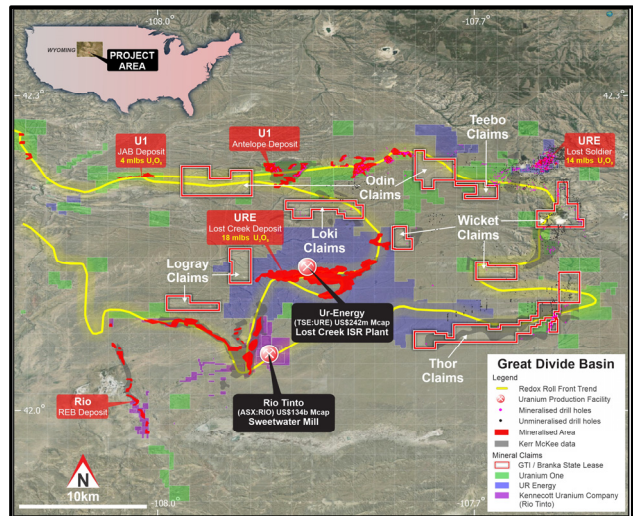 -108.0°
-107.7°
WYOMING
PROJECT
AREA
42.3°
42.3°
Teebo
Claims
U1
JAB Deposit
4 mlbs U₃O₈
U1
Antelope Deposit
URE
Lost Soldier
14 mlbs U₃O₈
Odin
Claims
URE
Lost Creek Deposit
18 mlbs U₃O₈
Loki
Claims
Wicket
Claims
Logray
Claims
Ur-Energy
(TSE:URE) US$242m Mcap
Lost Creek ISR Plant
Thor
Claims
Rio Tinto
(ASX:RIO) US$134b Mcap
Sweetwater Mill
Rio
REB Deposit
42.0°
N
10km
-108.0°
-107.7°
Great Divide Basin
Legend
Redox Roll Front Trend
Uranium Production Facility
Mineralised drill holes
Unmineralised drill holes
Mineralised Area
Kerr McKee data
Mineral Claims
GTI / Branka State Lease
Uranium One
UR Energy
Kennecott Uranium Company
(Rio Tinto)